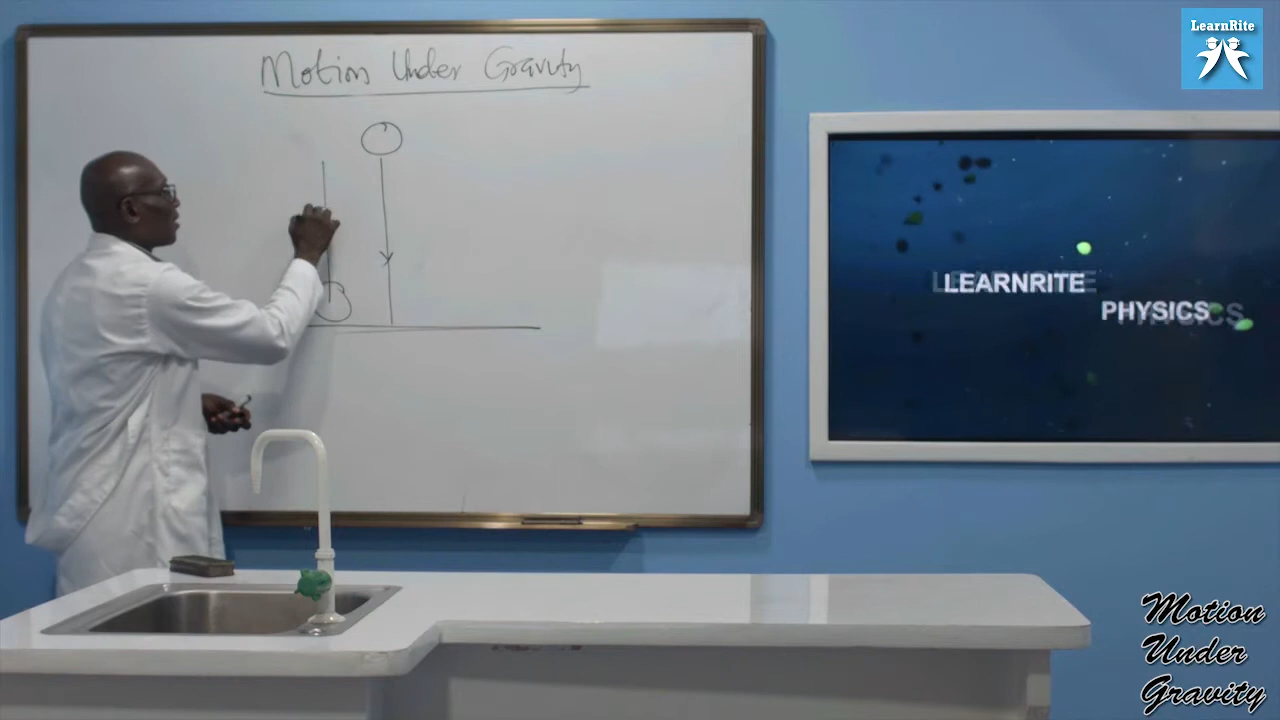 Motion Under Gravity
LearnRite
LEARNRITE
PHYSICS
Motion
Under
Gravity